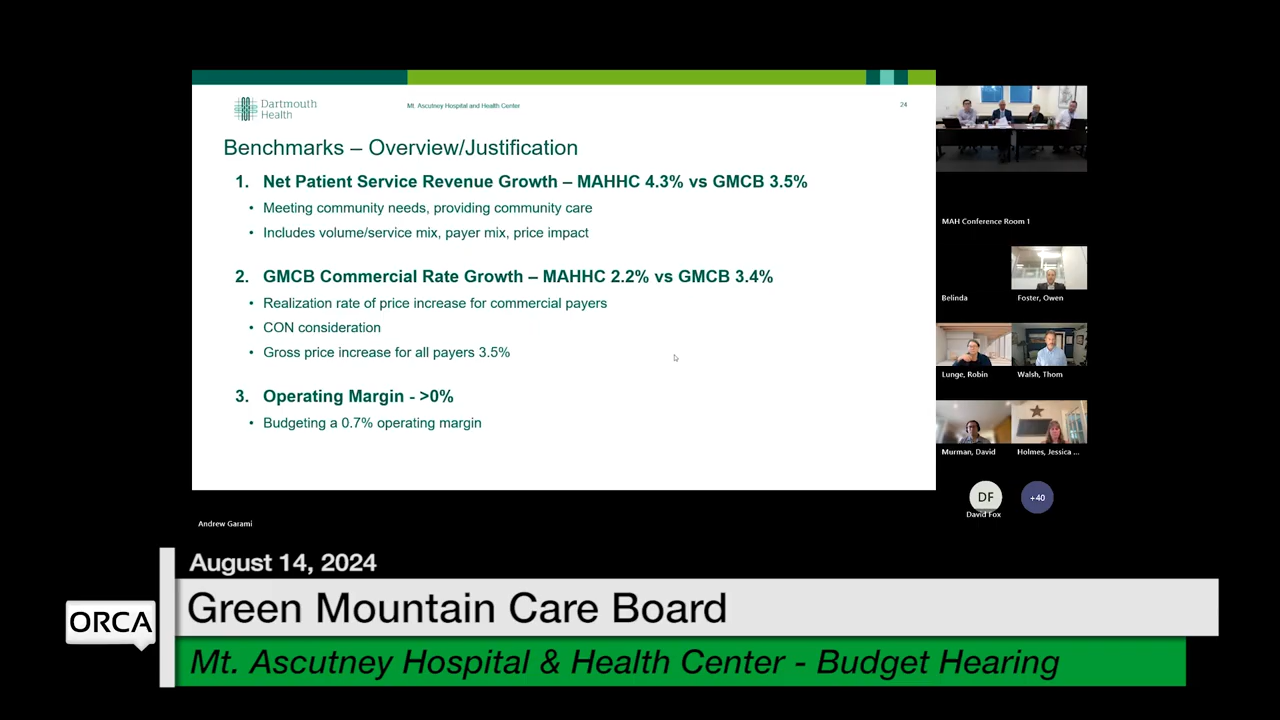 Dartmouth
Health
Mt. Ascutney Hospital and Health Center
24
Benchmarks – Overview/Justification
1. Net Patient Service Revenue Growth – MAHHC 4.3% vs GMCB 3.5%
• Meeting community needs, providing community care
• Includes volume/service mix, payer mix, price impact
2. GMCB Commercial Rate Growth – MAHHC 2.2% vs GMCB 3.4%
• Realization rate of price increase for commercial payers
• CON consideration
• Gross price increase for all payers 3.5%
3. Operating Margin - >0%
• Budgeting a 0.7% operating margin
MAH Conference Room 1
Belinda
Foster, Owen
Lunge, Robin
Walsh, Thom
Murman, David
Holmes, Jessica ...
DF
+40
David Fox
Andrew Garami
August 14, 2024
ORCA
Green Mountain Care Board
Mt. Ascutney Hospital & Health Center - Budget Hearing